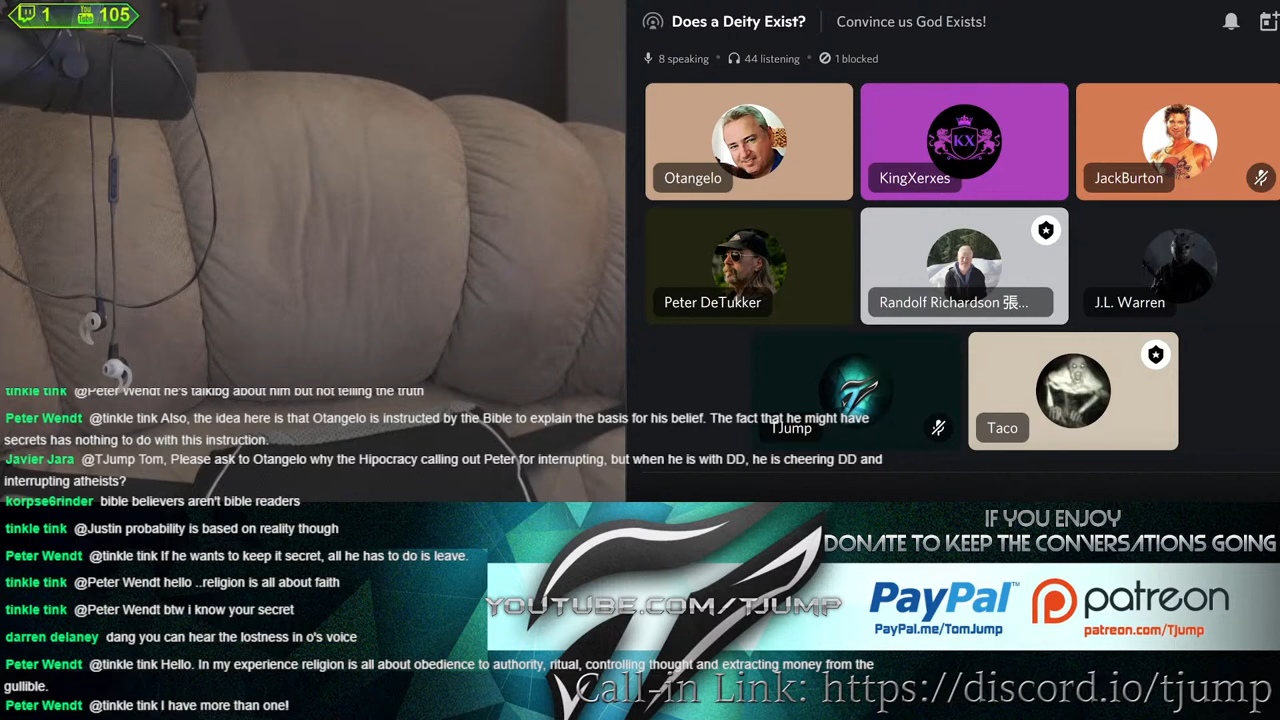 1 You Tube 105
Does a Deity Exist? Convince us God Exists!
8 speaking • 44 listening • 1 blocked
Otangelo
KX
KingXerxes
JackBurton
Peter DeTukker
Randolf Richardson 張...
J.L. Warren
TJump
Taco
tinkle tink @Peter Wendt he's talkibg about him but not telling the truth
Peter Wendt @tinkle tink Also, the idea here is that Otangelo is instructed by the Bible to explain the basis for his belief. The fact that he might have
secrets has nothing to do with this instruction.
Javier Jara @TJump Tom, Please ask to Otangelo why the Hipocracy calling out Peter for interrupting, but when he is with DD, he is cheering DD and
interrupting atheists?
korpse6rinder bible believers aren't bible readers
tinkle tink @Justin probability is based on reality though
Peter Wendt @tinkle tink If he wants to keep it secret, all he has to do is leave.
tinkle tink @Peter Wendt hello ..religion is all about faith
tinkle tink @Peter Wendt btw i know your secret
darren delaney dang you can hear the lostness in o's voice
Peter Wendt @tinkle tink Hello. In my experience religion is all about obedience to authority, ritual, controlling thought and extracting money from the
gullible.
Peter Wendt @tinkle tink I have more than one!
IF YOU ENJOY
DONATE TO KEEP THE CONVERSATIONS GOING
YOUTUBE.COM/TJUMP
PayPal™
PayPal.me/TomJump
patreon
patreon.com/Tjump
Call-in Link: https://discord.io/tjump